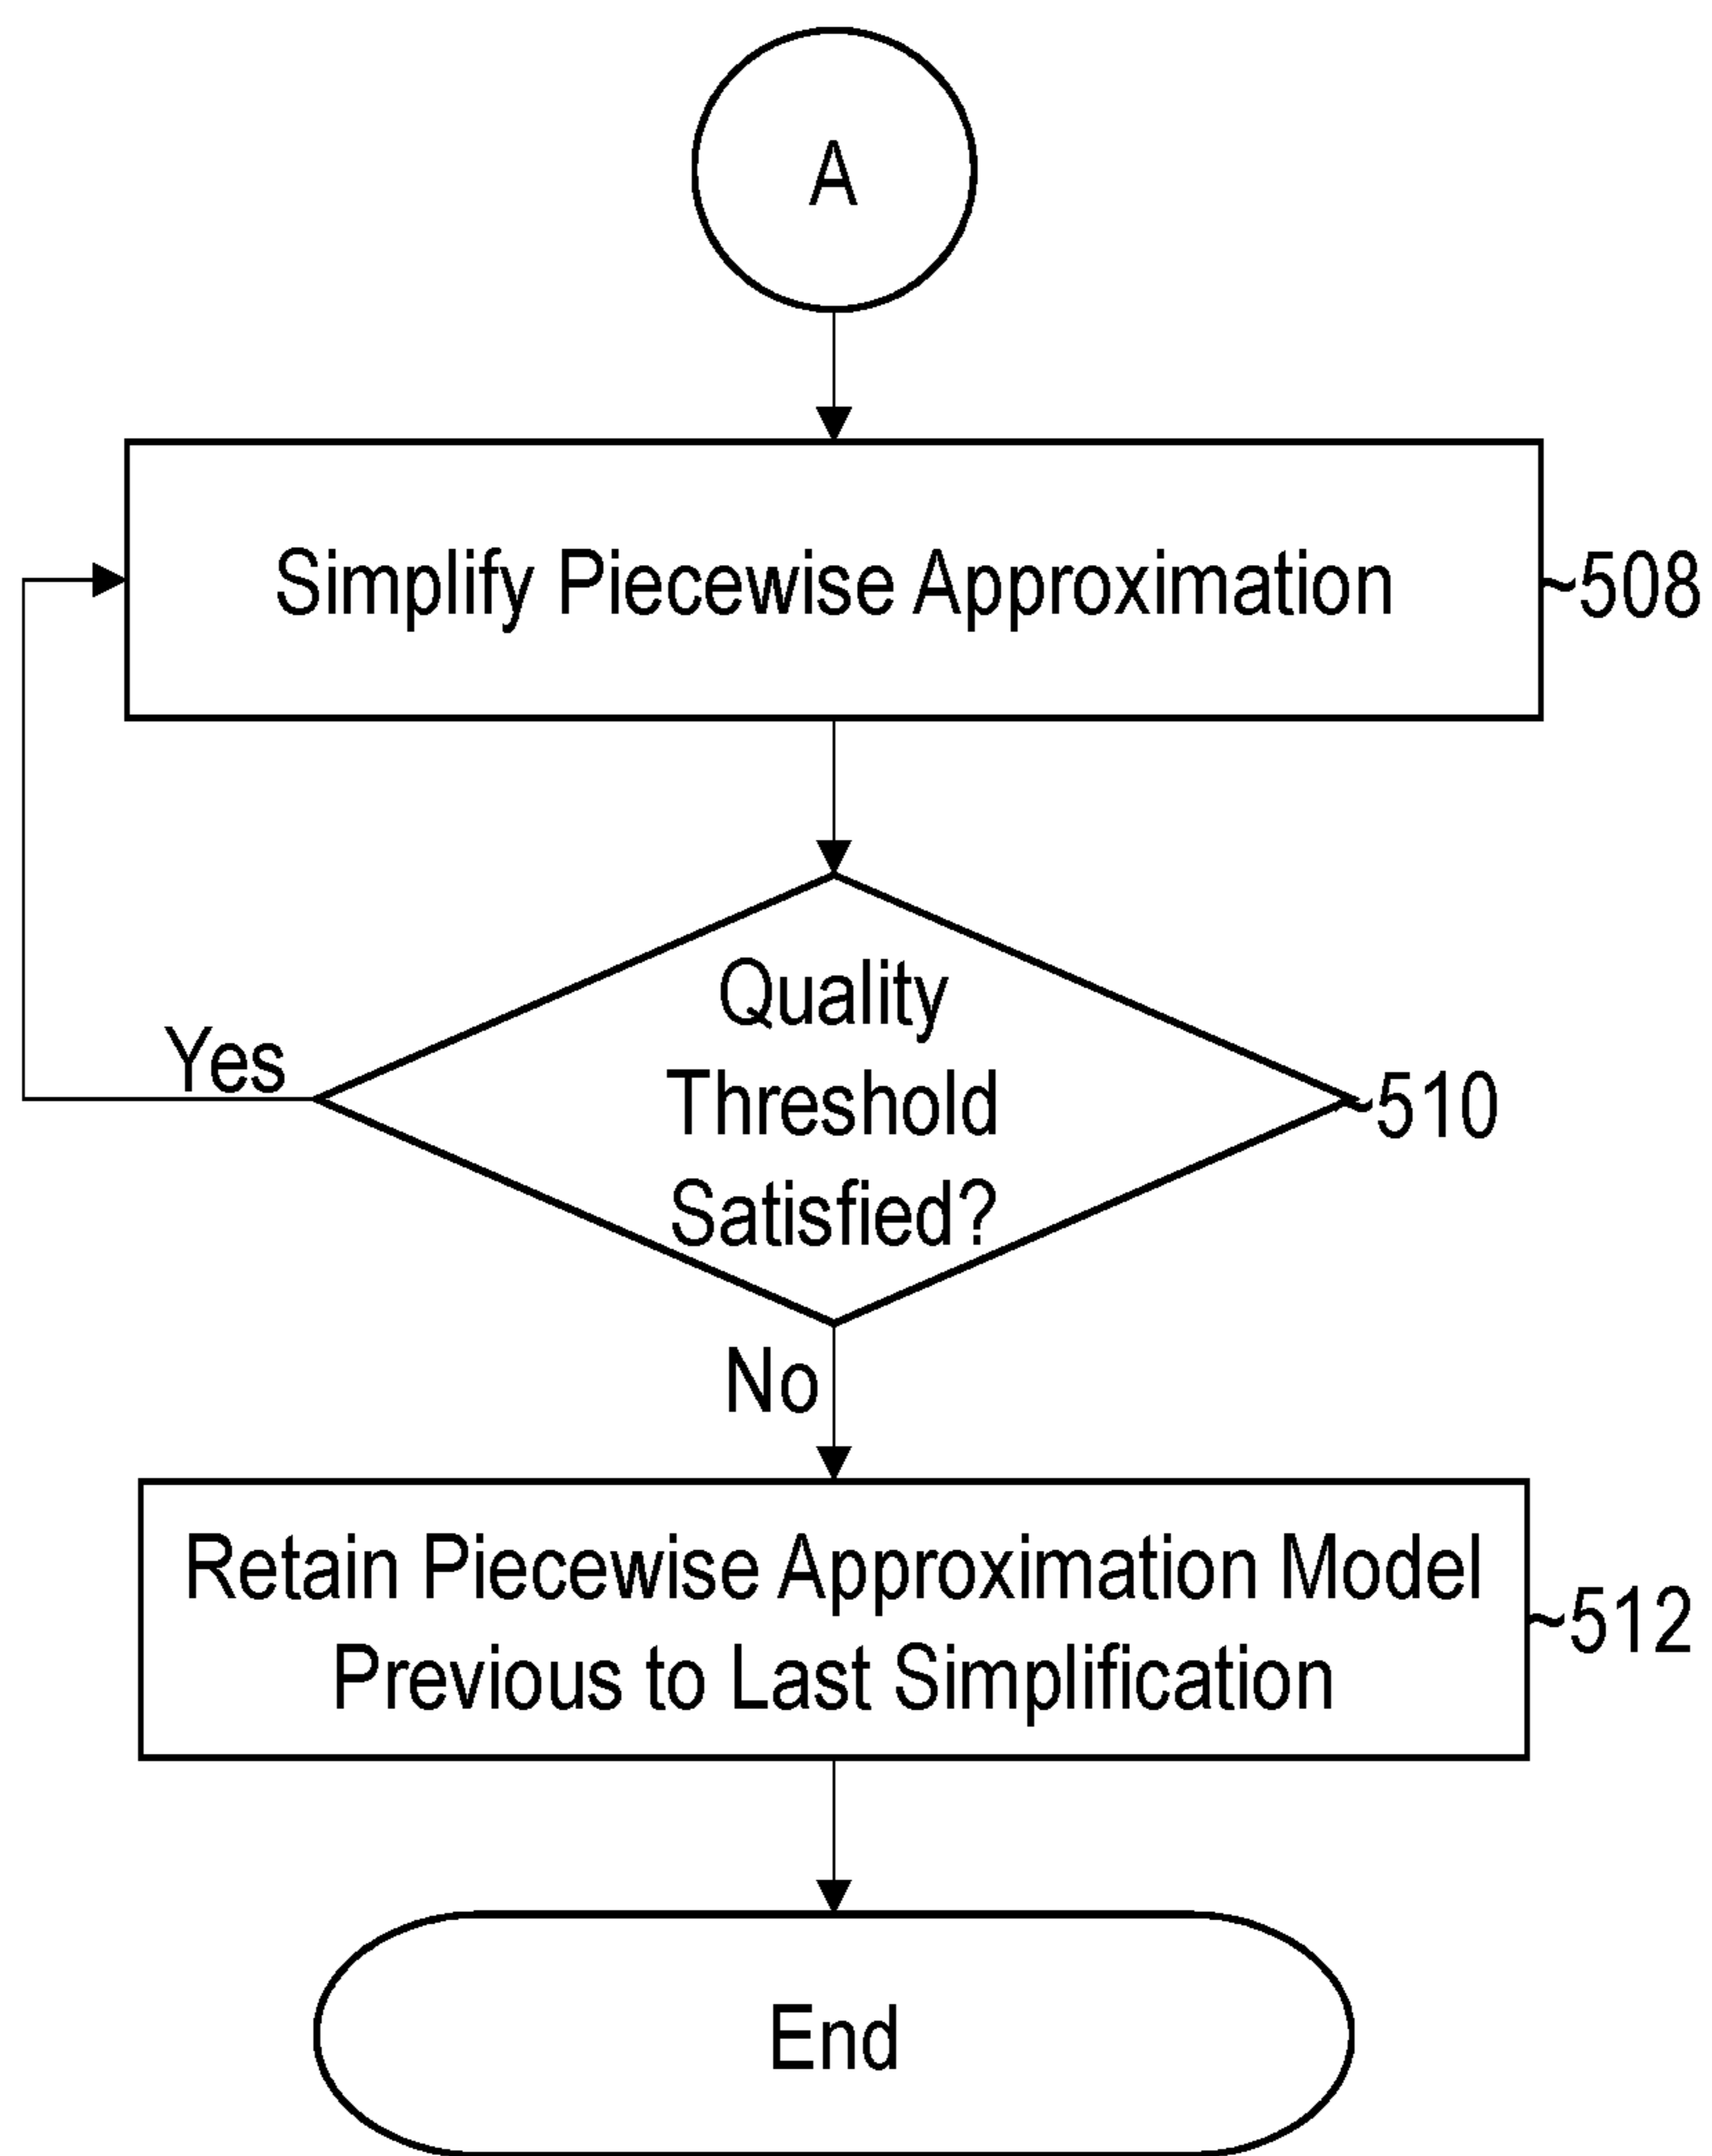 A
Simplify Piecewise Approximation
~508
Quality
Threshold
Satisfied?
~510
Yes
No
Retain Piecewise Approximation Model
Previous to Last Simplification
~512
End